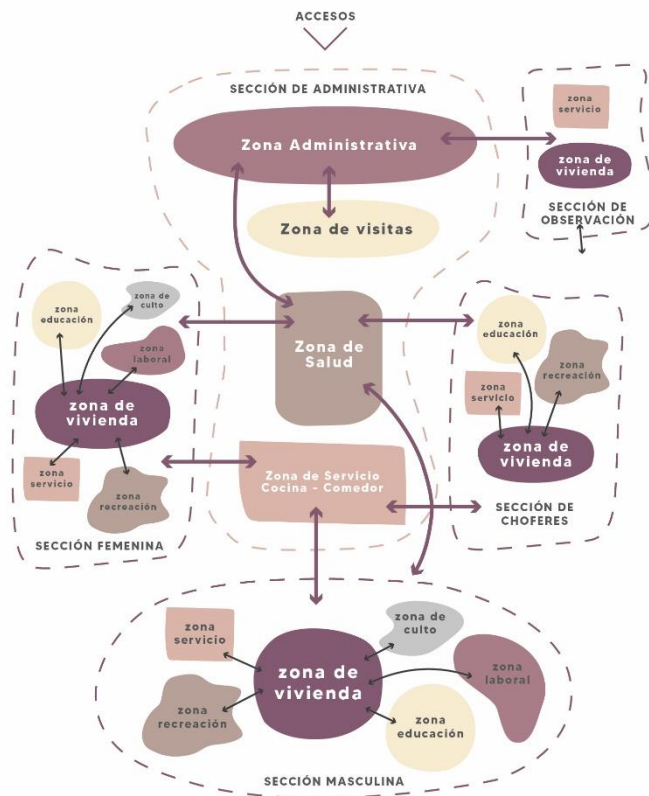 ACCESOS
SECCIÓN DE ADMINISTRATIVA
Zona Administrativa
Zona de visitas
zona
servicio
zona de
vivienda
SECCIÓN DE
OBSERVACIÓN
zona
educación
zona de
culto
zona
laboral
zona de
vivienda
zona
servicio
zona
recreación
SECCIÓN FEMENINA
Zona de
Salud
Zona de Servicio
Cocina - Comedor
zona
educación
zona
recreación
zona
servicio
zona de
vivienda
SECCIÓN DE
CHOFERES
zona
servicio
zona de
culto
zona de
vivienda
zona
laboral
zona
recreación
zona
educación
SECCIÓN MASCULINA